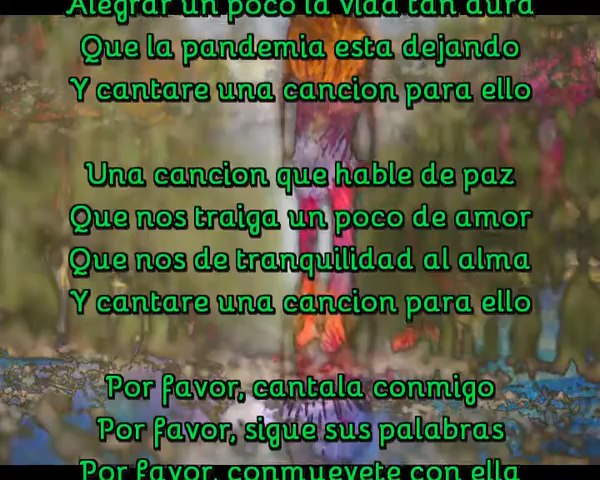 Alegrar un poco la vida tan dura
Que la pandemia esta dejando
Y cantare una cancion para ello
Una cancion que hable de paz
Que nos traiga un poco de amor
Que nos de tranquilidad al alma
Y cantare una cancion para ello
Por favor, cantala conmigo
Por favor, sigue sus palabras
Por favor, conmuevete con ella